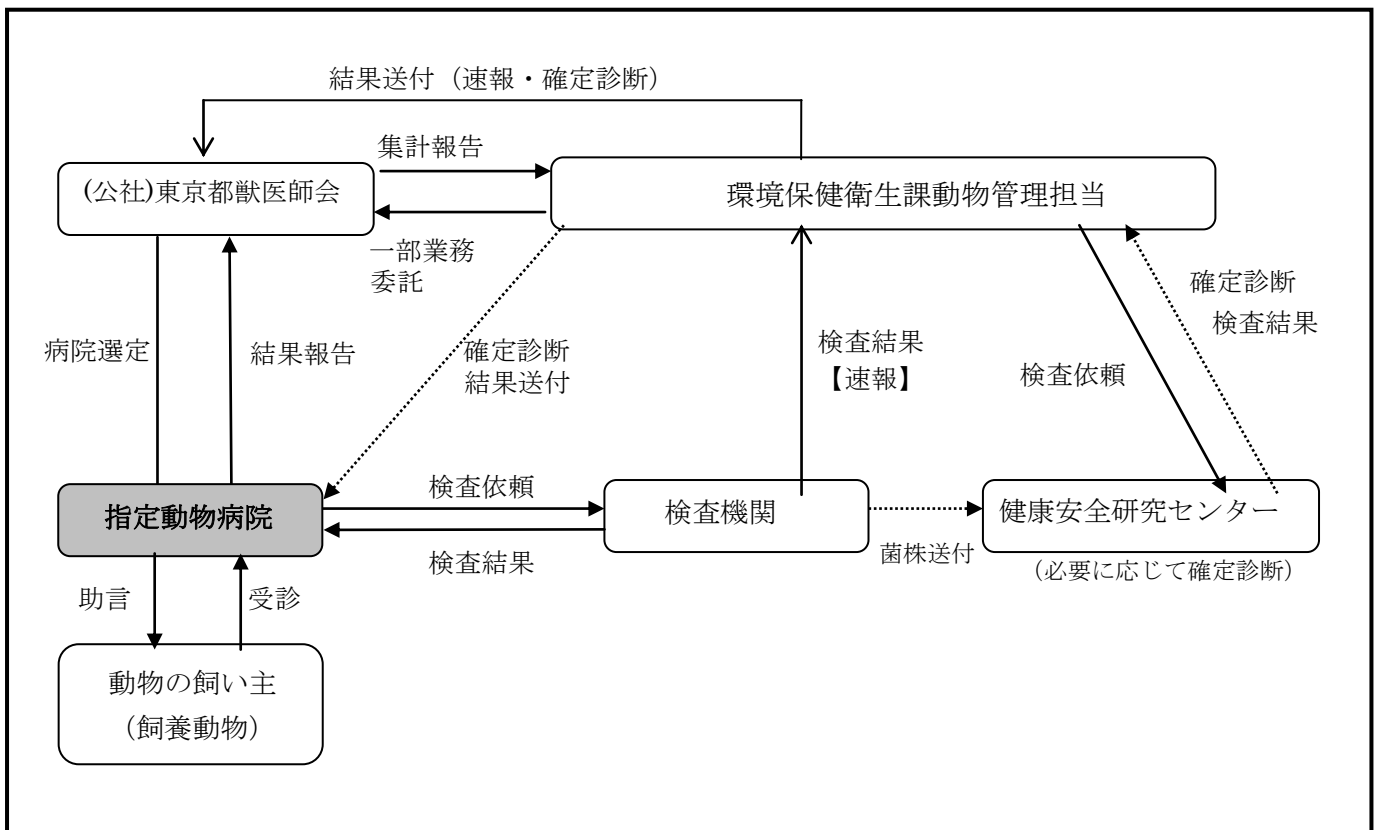 結果送付（速報・確定診断）
集計報告
(公社)東京都獣医師会
環境保健衛生課動物管理担当
一部業務
委託
確定診断
検査結果
病院選定
結果報告
確定診断
結果送付
検査結果
【速報】
検査依頼
指定動物病院
検査依頼
検査結果
検査機関
菌株送付
健康安全研究センター
（必要に応じて確定診断）
助言
受診
動物の飼い主
（飼養動物）